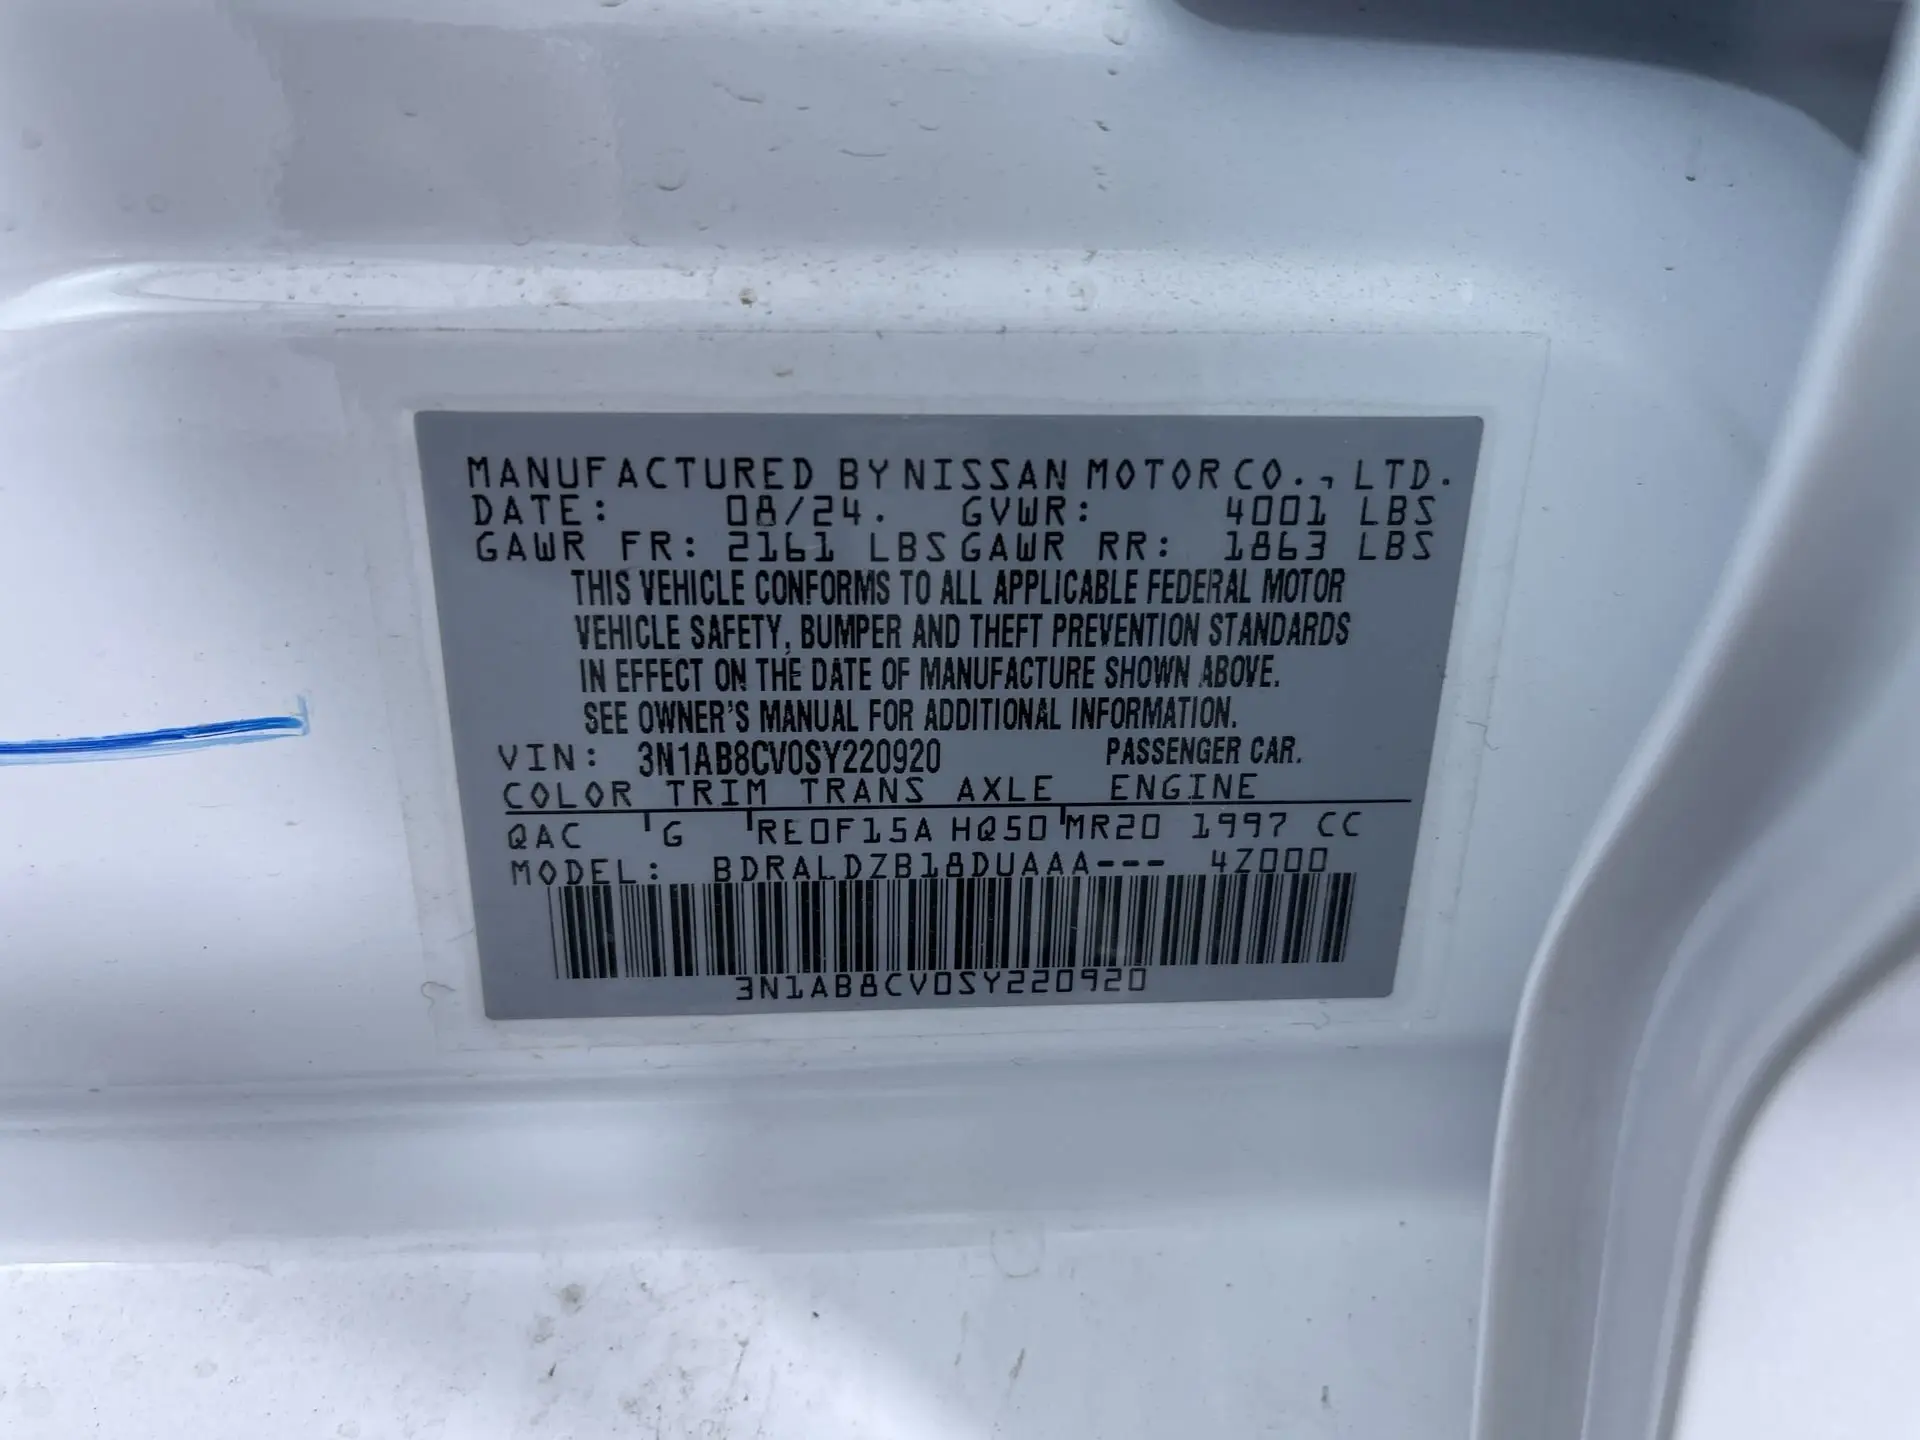 MANUFACTURED BY NISSAN MOTOR CO., LTD.
DATE: 08/24. GVWR: 4001 LBS
GAWR FR: 2161 LBS GAWR RR: 1863 LBS
THIS VEHICLE CONFORMS TO ALL APPLICABLE FEDERAL MOTOR
VEHICLE SAFETY, BUMPER AND THEFT PREVENTION STANDARDS
IN EFFECT ON THE DATE OF MANUFACTURE SHOWN ABOVE.
SEE OWNER'S MANUAL FOR ADDITIONAL INFORMATION.
VIN: 3N1AB8CV0SY220920 PASSENGER CAR.
COLOR TRIM TRANS AXLE ENGINE
QAC G RE0F15A HQ50 MR20 1997 CC
MODEL: BDRALDZB18DUAAA--- 4Z000
3N1AB8CV0SY220920